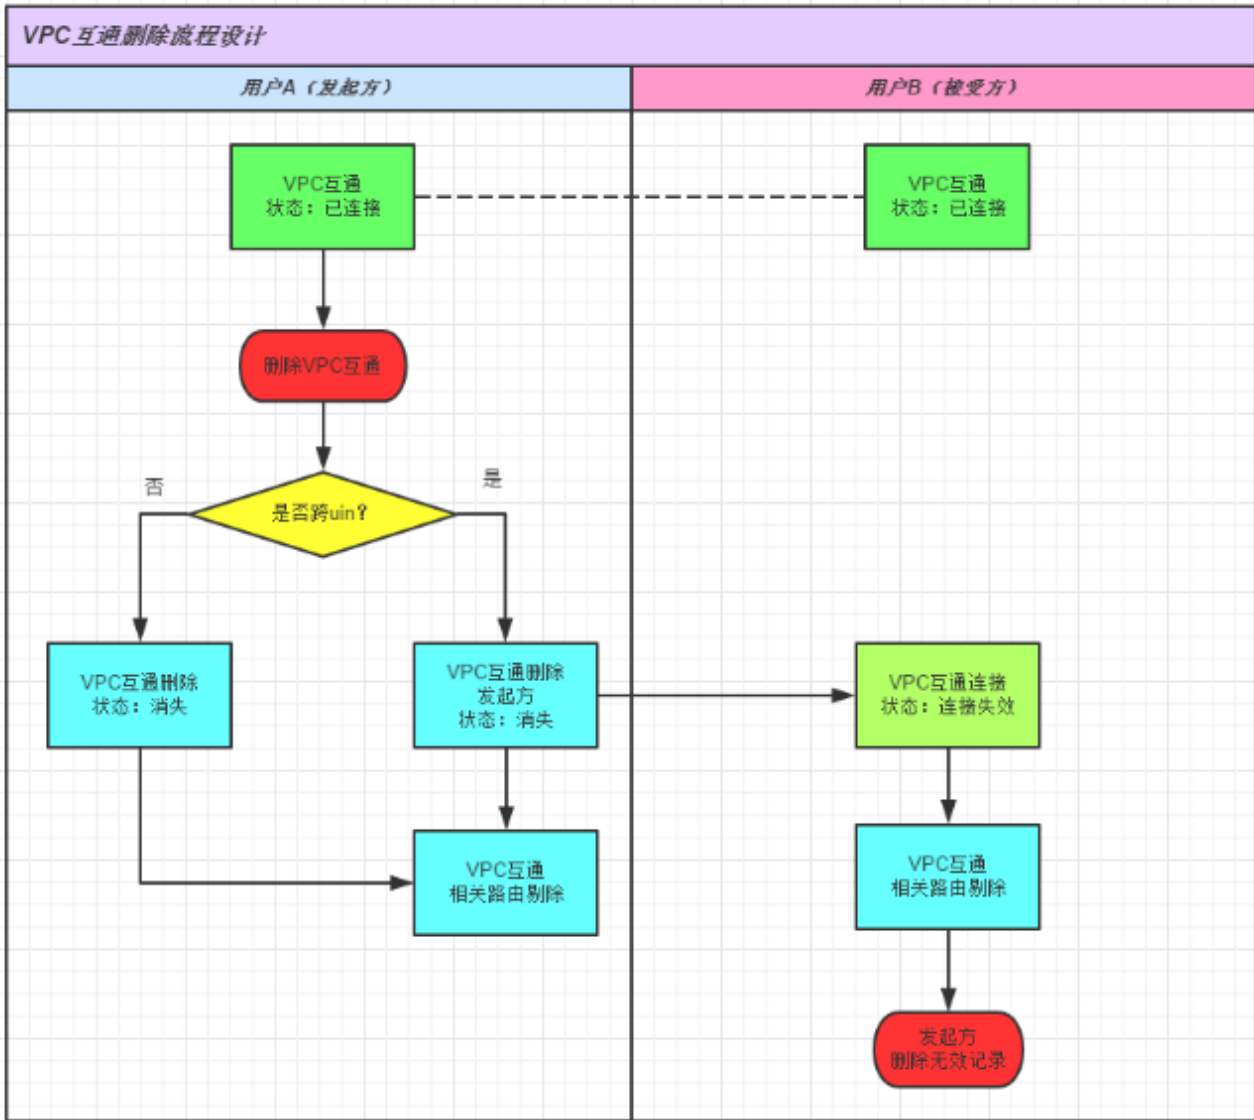 VPC互通删除流程设计
用户A（发起方）
用户B（接受方）
VPC互通
状态：已连接
VPC互通
状态：已连接
删除VPC互通
是否跨uin？
否
是
VPC互通删除
状态：消失
VPC互通删除
发起方
状态：消失
VPC互通连接
状态：连接失效
VPC互通
相关路由剔除
VPC互通
相关路由剔除
发起方
删除无效记录